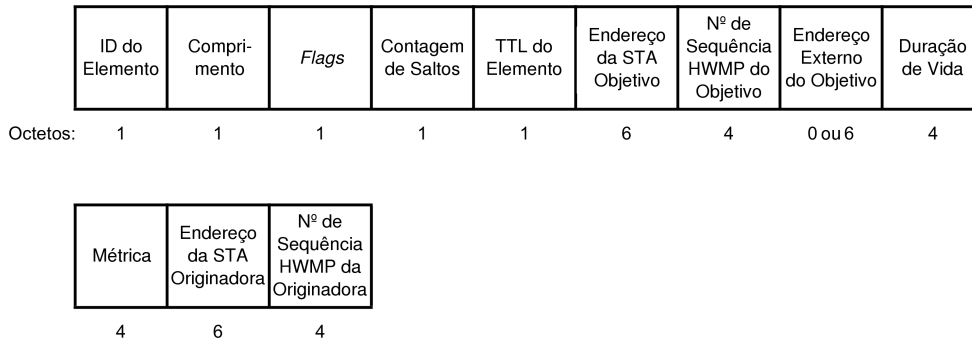 ID do Elemento
Compri-
mento
Flags
Contagem de Saltos
TTL do Elemento
Endereço da STA Objetivo
Nº de Sequência HWMP do Objetivo
Endereço Externo do Objetivo
Duração de Vida
Octetos: 1 1 1 1 1 6 4 0 ou 6 4
Métrica
Endereço da STA Originadora
Nº de Sequência HWMP da Originadora
4 6 4